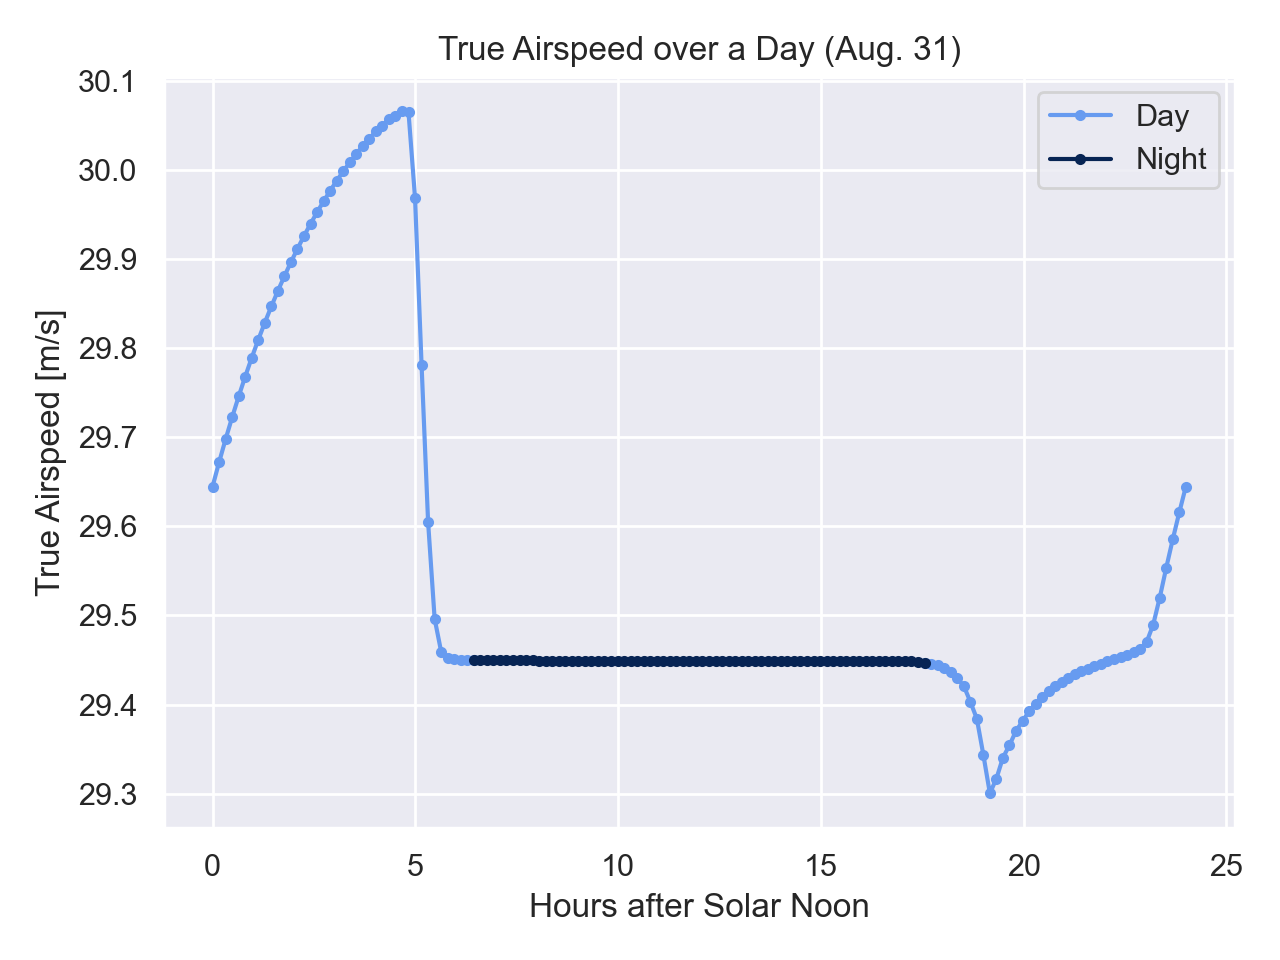 True Airspeed over a Day (Aug. 31)
30.1
30.0
29.9
29.8
29.7
29.6
29.5
29.4
29.3
True Airspeed [m/s]
Day
Night
0 5 10 15 20 25
Hours after Solar Noon